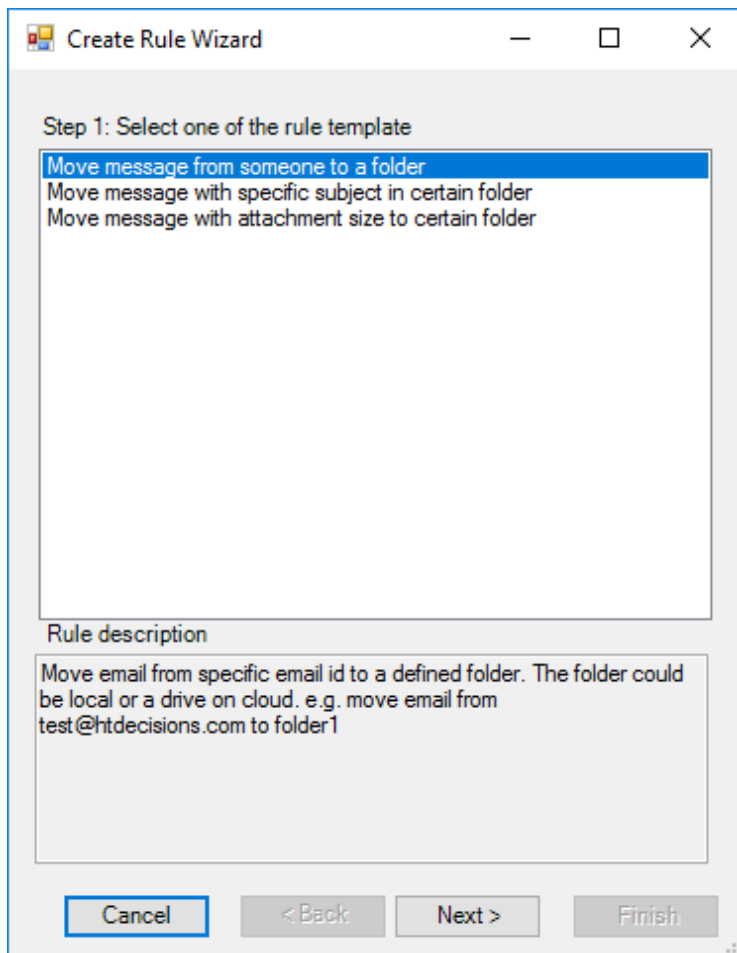 Create Rule Wizard
Step 1: Select one of the rule template
Move message from someone to a folder
Move message with specific subject in certain folder
Move message with attachment size to certain folder
Rule description
Move email from specific email id to a defined folder. The folder could
be local or a drive on cloud. e.g. move email from
test@htdecisions.com to folder1
Cancel
< Back
Next >
Finish